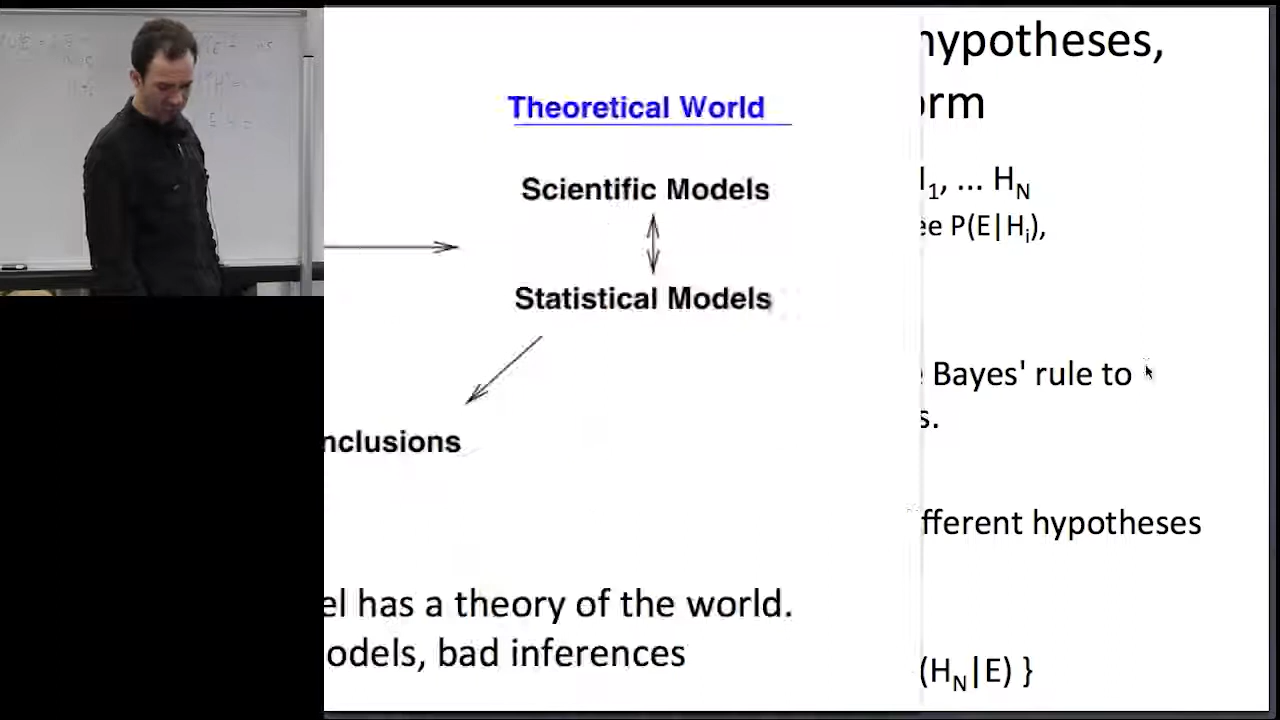 Theoretical World
Scientific Models
Statistical Models
nclusions
el has a theory of the world.
odels, bad inferences
hypotheses,
orm
1, ... HN
ee P(E|Hi),
Bayes' rule to
s.
fferent hypotheses
(HN|E) }